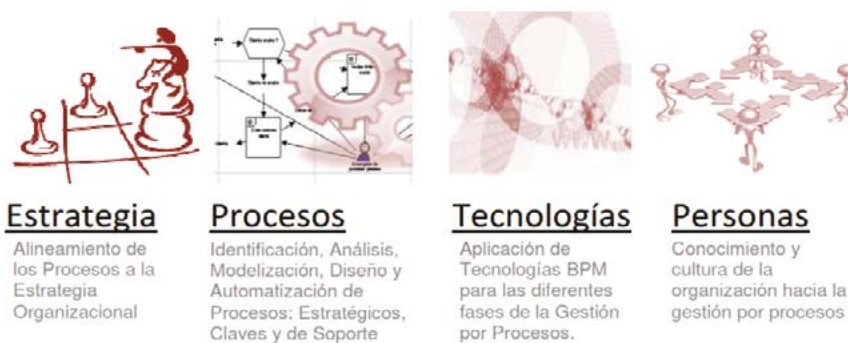 Estrategia
Alineamiento de
los Procesos a la
Estrategia
Organizacional
Procesos
Identificación, Análisis,
Modelización, Diseño y
Automatización de
Procesos: Estratégicos,
Claves y de Soporte
Tecnologías
Aplicación de
Tecnologías BPM
para las diferentes
fases de la Gestión
por Procesos.
Personas
Conocimiento y
cultura de la
organización hacia la
gestión por procesos